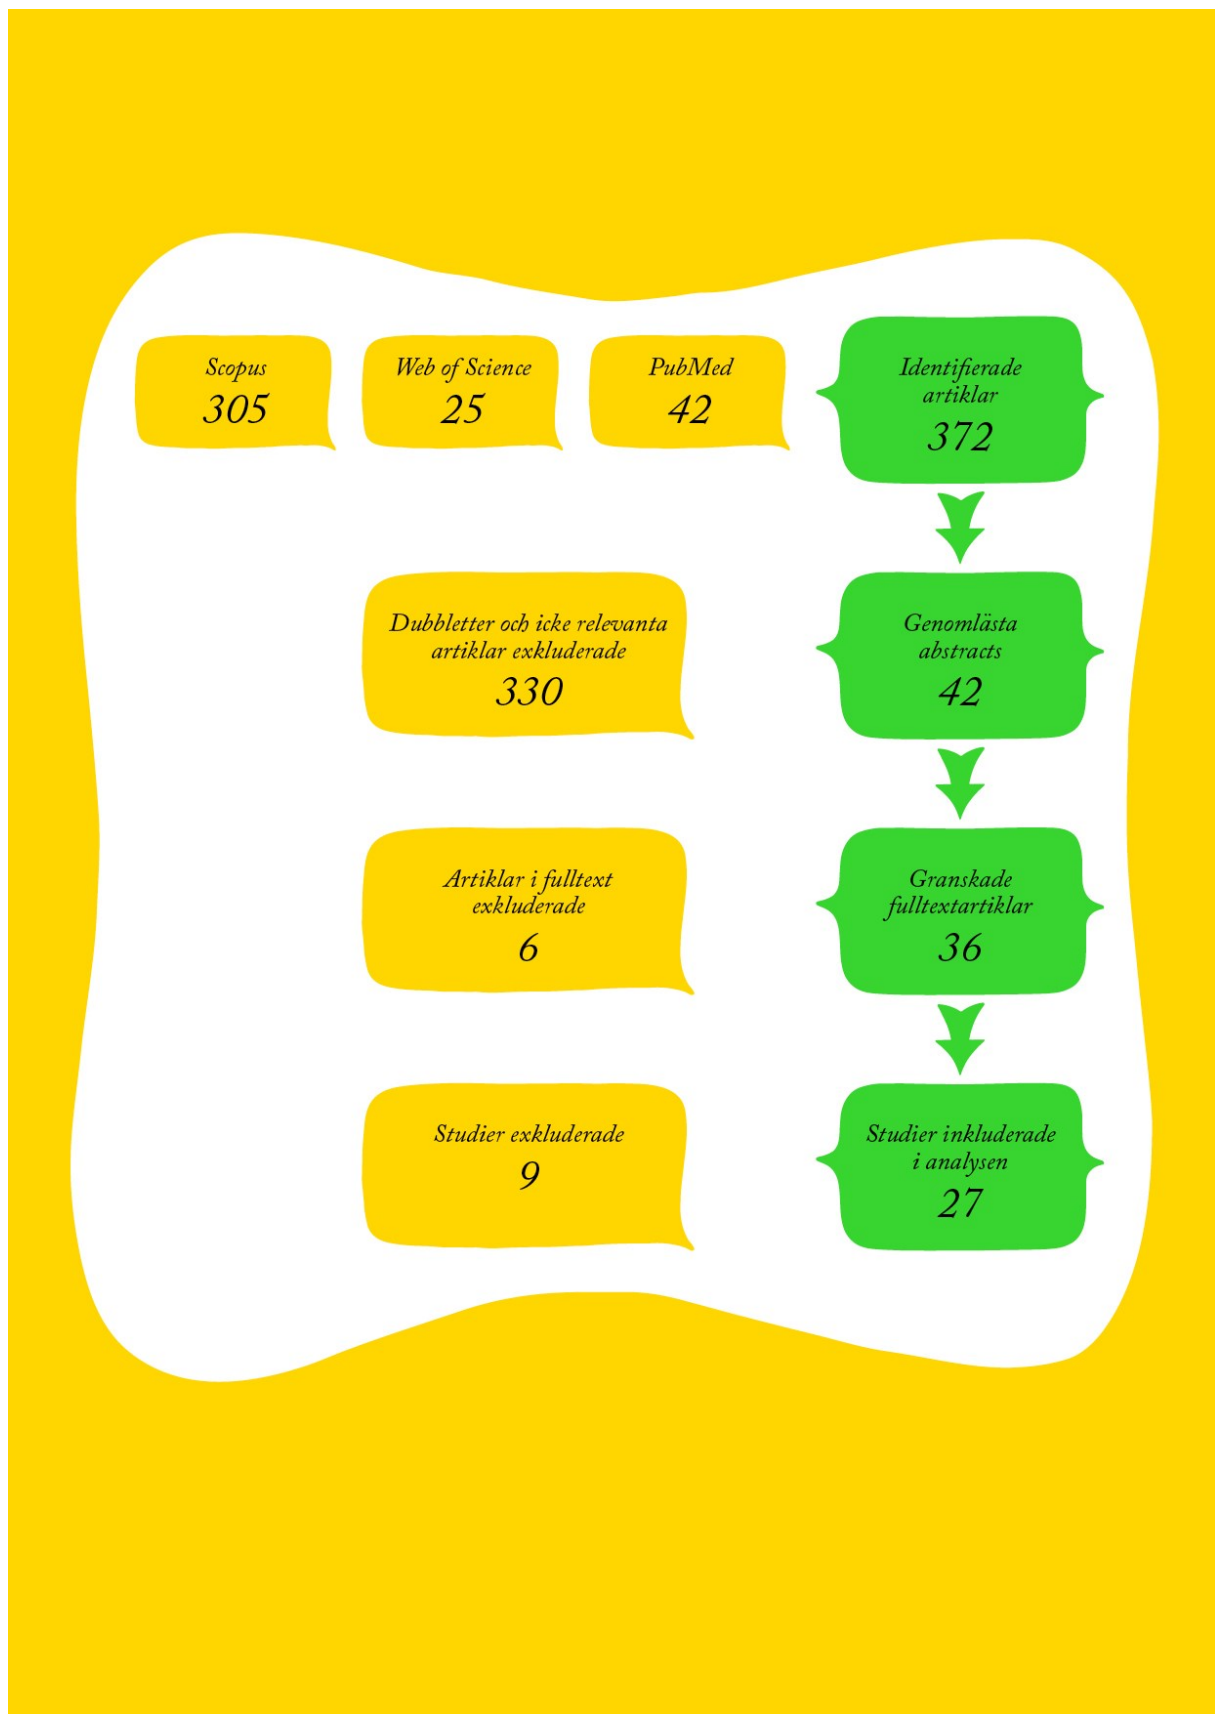 Scopus
305
Web of Science
25
PubMed
42
Identifierade
artiklar
372
Dubbletter och icke relevanta
artiklar exkluderade
330
Genomlästa
abstracts
42
Artiklar i fulltext
exkluderade
6
Granskade
fulltextartiklar
36
Studier exkluderade
9
Studier inkluderade
i analysen
27